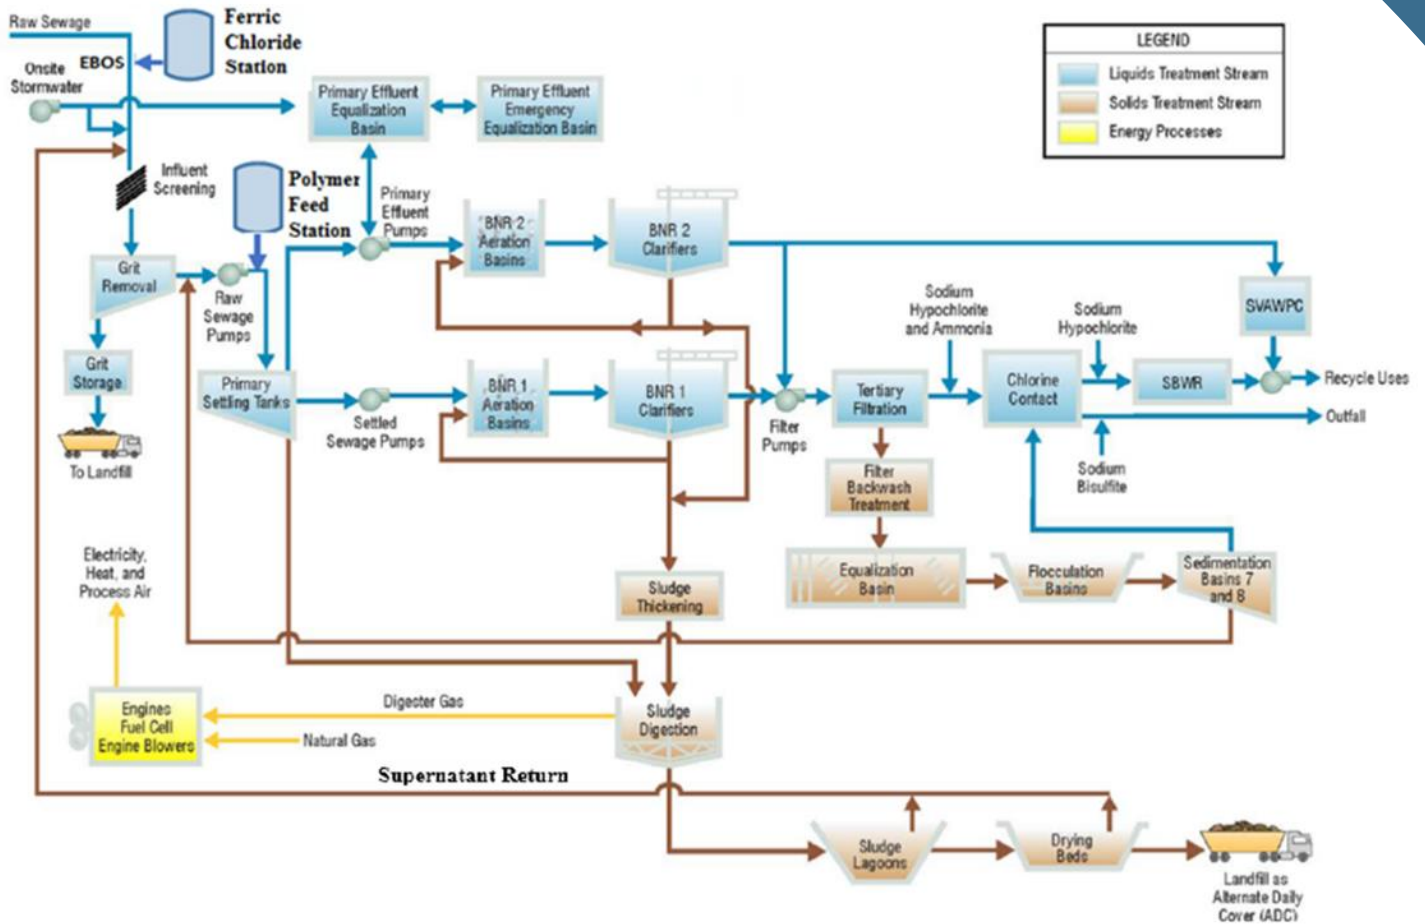 Raw Sewage
Ferric
Chloride
Station
EBOS
Onsite
Stormwater
Primary Effluent
Equalization
Basin
Primary Effluent
Emergency
Equalization Basin
LEGEND
Liquids Treatment Stream
Solids Treatment Stream
Energy Processes
Influent
Screening
Polymer
Feed
Station
Primary
Effluent
Pumps
BNR 2
Aeration
Basins
BNR 2
Clarifiers
Grit
Removal
Raw
Sewage
Pumps
Sodium
Hypochlorite
and Ammonia
Sodium
Hypochlorite
SVAWPC
Grit
Storage
Primary
Settling Tanks
Settled
Sewage Pumps
BNR 1
Aeration
Basins
BNR 1
Clarifiers
Filter
Pumps
Tertiary
Filtration
Chlorine
Contact
SBWR
Recycle Uses
Outfall
To Landfill
Filter
Backwash
Treatment
Sodium
Bisulfite
Electricity,
Heat, and
Process Air
Sludge
Thickening
Equalization
Basin
Flocculation
Basins
Sedimentation
Basins 7
and 8
Engines
Fuel Cell
Engine Blowers
Digester Gas
Natural Gas
Sludge
Digestion
Supernatant Return
Sludge
Lagoons
Drying
Beds
Landfill as
Alternate Daily
Cover (ADC)